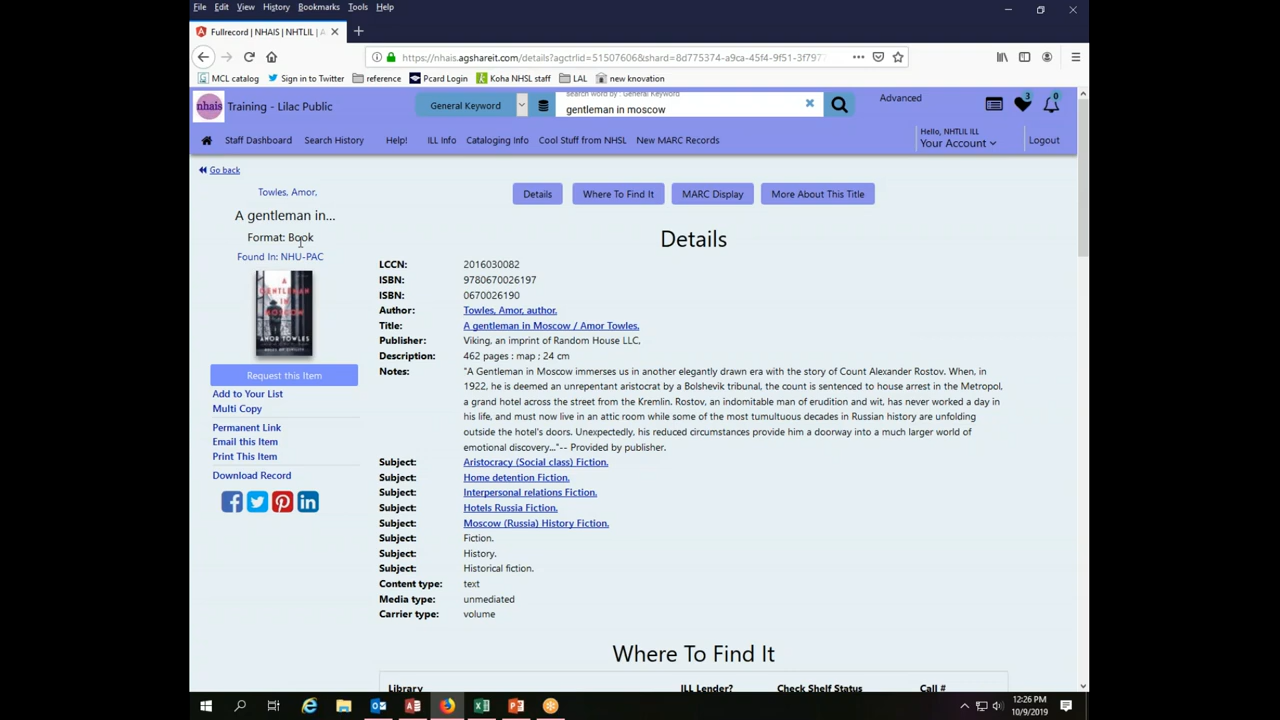 File Edit View History Bookmarks Tools Help
Fullrecord | NHAIS | NHTLIL | A
https://nhais.agshareit.com/details?agctrlid=51507606&shard=8d775374-a9ca-45f4-9f51-3f797
MCL catalog Sign in to Twitter reference Pcard Login Koha NHSL staff LAL new knovation
nhais Training - Lilac Public General Keyword search word by : General Keyword Advanced 3 0
gentleman in moscow
Hello, NHTLIL ILL
Staff Dashboard Search History Help! ILL Info Cataloging Info Cool Stuff from NHSL New MARC Records Your Account Logout
Go back
Towles, Amor,
A gentleman in...
Format: Book
Found In: NHU-PAC
A GENTLEMAN IN MOSCOW
AMOR TOWLES
Request this Item
Add to Your List
Multi Copy
Permanent Link
Email this Item
Print This Item
Download Record
Details Where To Find It MARC Display More About This Title
Details
LCCN: 2016030082
ISBN: 9780670026197
ISBN: 0670026190
Author: Towles, Amor, author.
Title: A gentleman in Moscow / Amor Towles.
Publisher: Viking, an imprint of Random House LLC,
Description: 462 pages : map ; 24 cm
Notes: "A Gentleman in Moscow immerses us in another elegantly drawn era with the story of Count Alexander Rostov. When, in
1922, he is deemed an unrepentant aristocrat by a Bolshevik tribunal, the count is sentenced to house arrest in the Metropol,
a grand hotel across the street from the Kremlin. Rostov, an indomitable man of erudition and wit, has never worked a day in
his life, and must now live in an attic room while some of the most tumultuous decades in Russian history are unfolding
outside the hotel's doors. Unexpectedly, his reduced circumstances provide him a doorway into a much larger world of
emotional discovery..."-- Provided by publisher.
Subject: Aristocracy (Social class) Fiction.
Subject: Home detention Fiction.
Subject: Interpersonal relations Fiction.
Subject: Hotels Russia Fiction.
Subject: Moscow (Russia) History Fiction.
Subject: Fiction.
Subject: History.
Subject: Historical fiction.
Content type: text
Media type: unmediated
Carrier type: volume
Where To Find It
Library ILL Lender? Check Shelf Status Call #
12:26 PM
10/9/2019